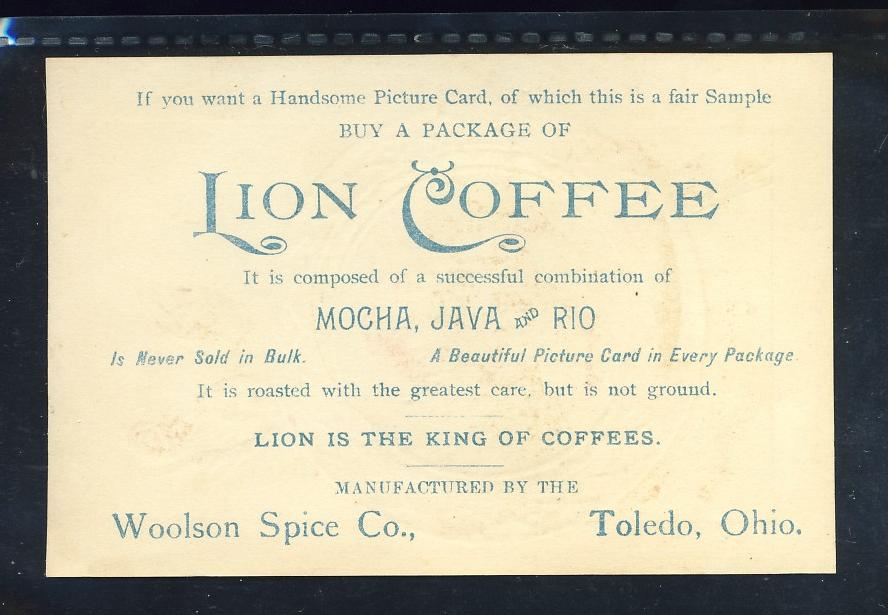 If you want a Handsome Picture Card, of which this is a fair Sample
BUY A PACKAGE OF
LION COFFEE
It is composed of a successful combination of
MOCHA, JAVA AND RIO
Is Never Sold in Bulk. A Beautiful Picture Card in Every Package.
It is roasted with the greatest care, but is not ground.
LION IS THE KING OF COFFEES.
MANUFACTURED BY THE
Woolson Spice Co., Toledo, Ohio.